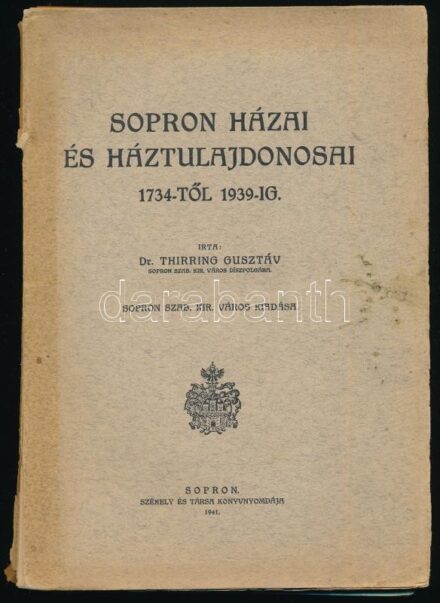 SOPRON HÁZAI
ÉS HÁZTULAJDONOSAI
1734-TŐL 1939-IG.
IRTA:
Dr. THIRRING GUSZTÁV
SOPRON SZAB. KIR. VÁROS DÍSZPOLGÁRA.
SOPRON SZAB. KIR. VÁROS KIADÁSA
darabanth
SOPRON.
SZÉKELY ÉS TÁRSA KÖNYVNYOMDÁJA
1941.